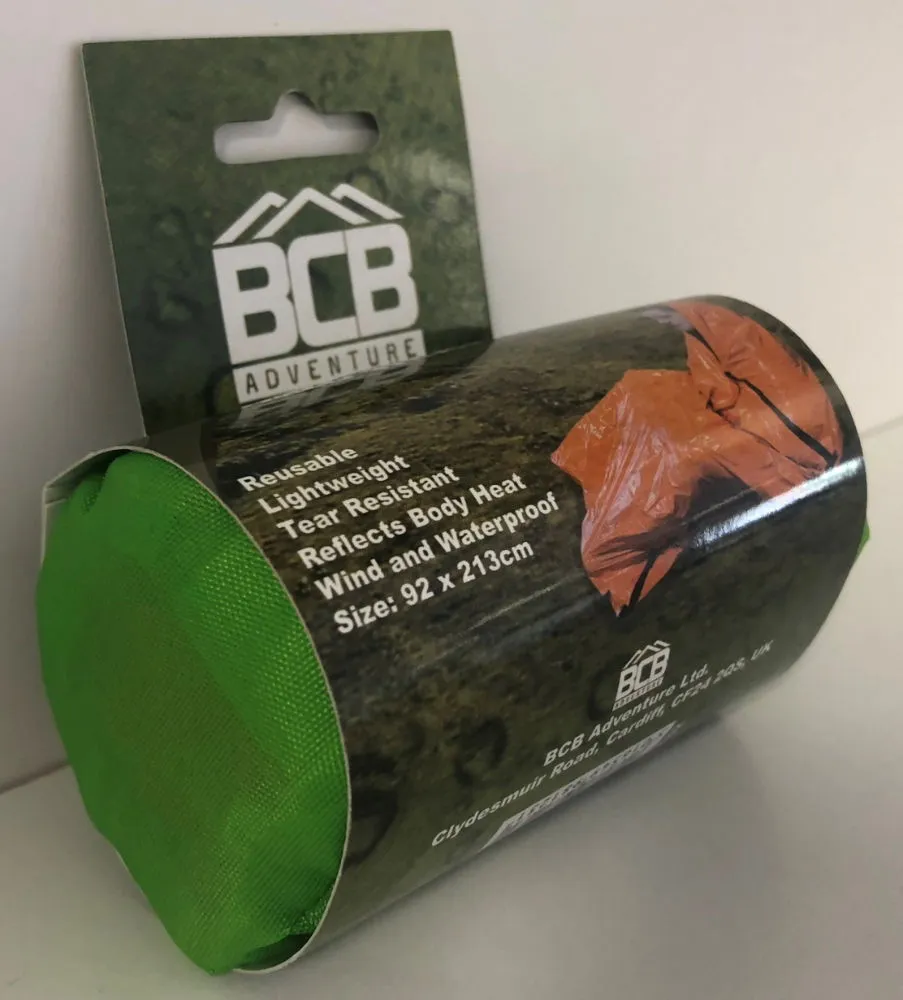 BCB
ADVENTURE
Reusable
Lightweight
Tear Resistant
Reflects Body Heat
Wind and Waterproof
Size: 92 x 213cm
BCB
ADVENTURE
BCB Adventure Ltd.
Clydesmuir Road, Cardiff, CF24 2QS, UK